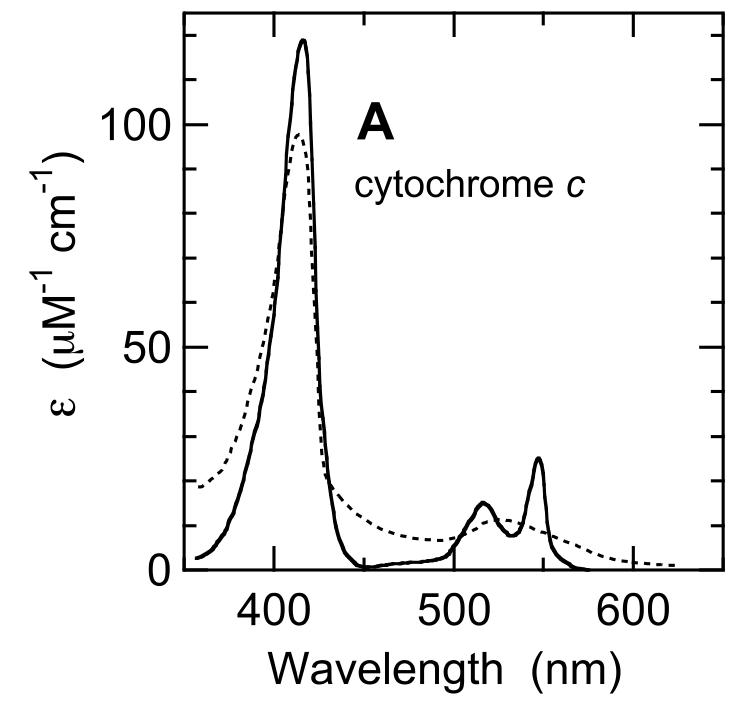 A
cytochrome c
100
50
0
ε (μM⁻¹ cm⁻¹)
400 500 600
Wavelength (nm)